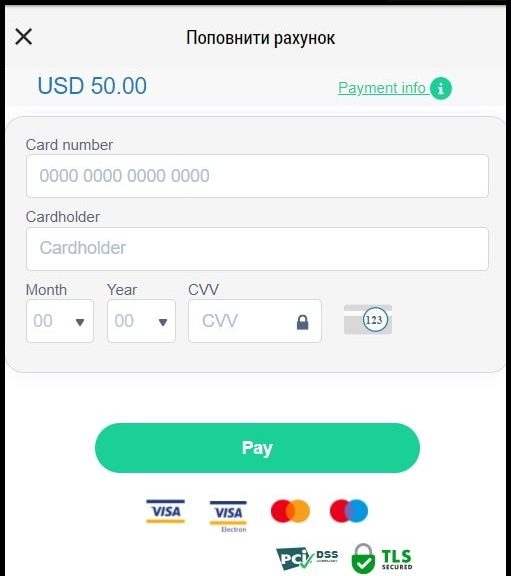 Поповнити рахунок
USD 50.00
Payment info i
Card number
0000 0000 0000 0000
Cardholder
Cardholder
Month Year CVV
00 00 CVV
123
Pay
VISA VISA
Electron
PCI DSS
COMPLIANT
TLS
SECURED